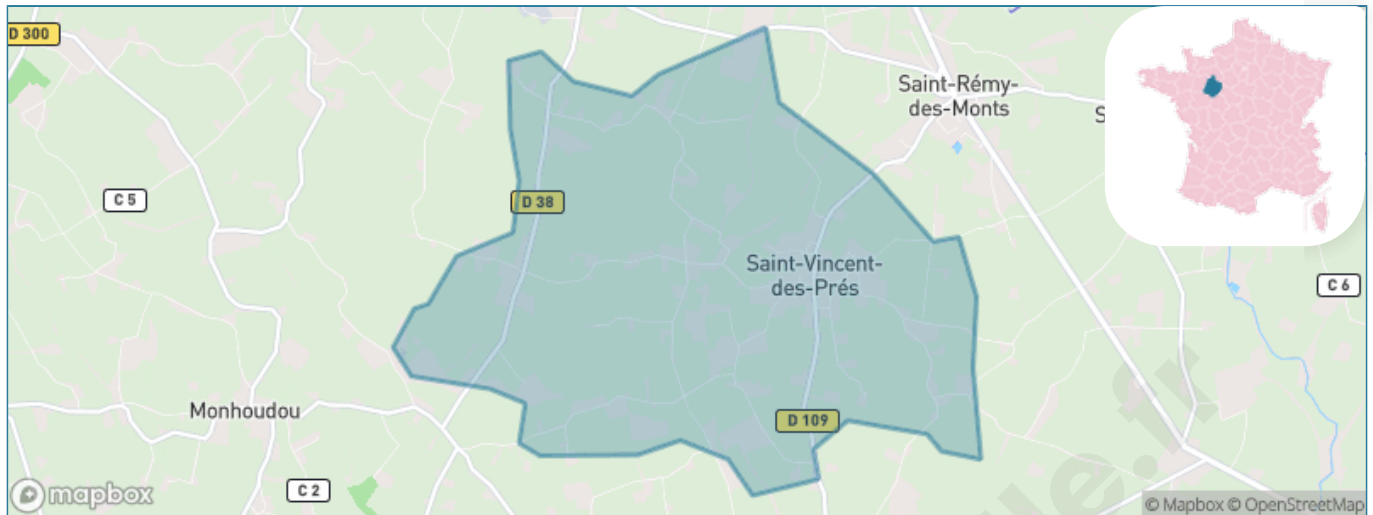 D 300
Saint-Rémy-
des-Monts
S
C 5
D 38
Saint-Vincent-
des-Prés
C 6
Monhoudou
D 109
C 2
mapbox
© Mapbox © OpenStreetMap